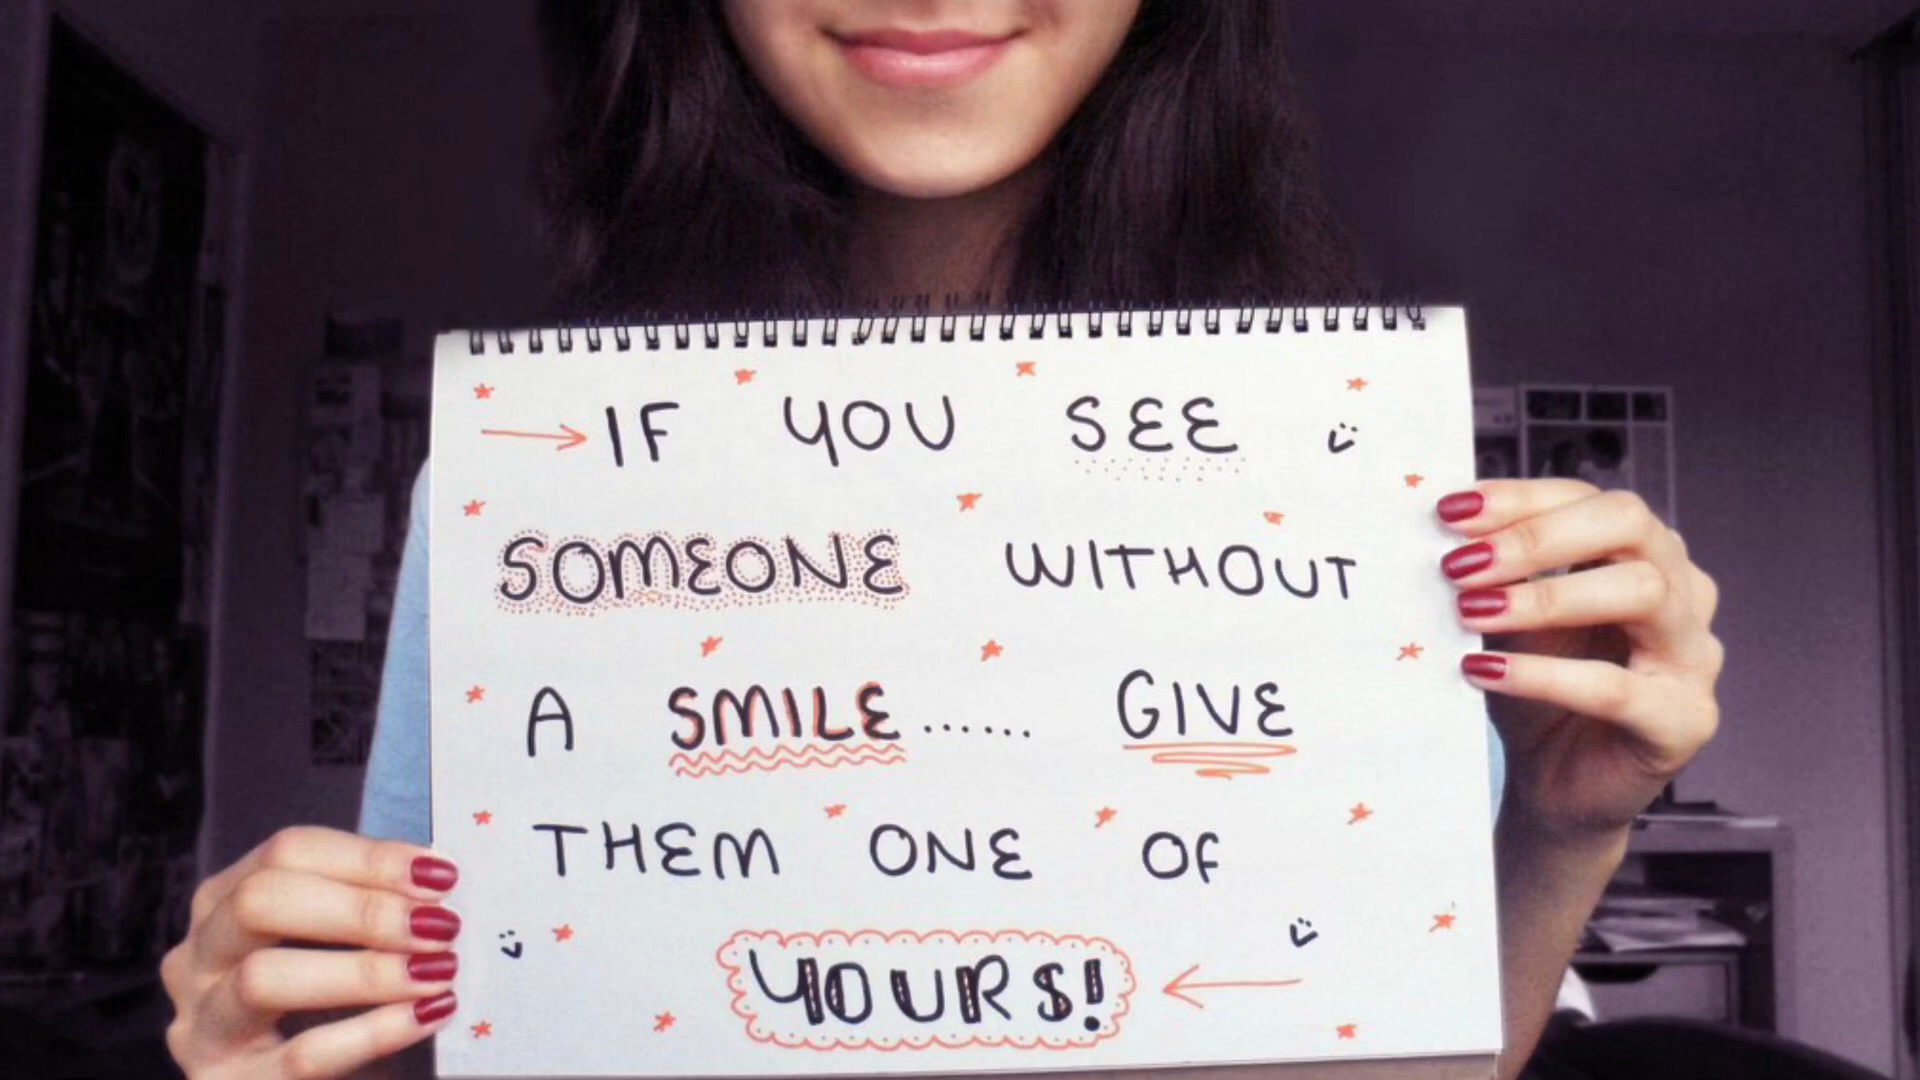 IF YOU SEE
SOMEONE WITHOUT
A SMILE...... GIVE
THEM ONE OF
YOURS!